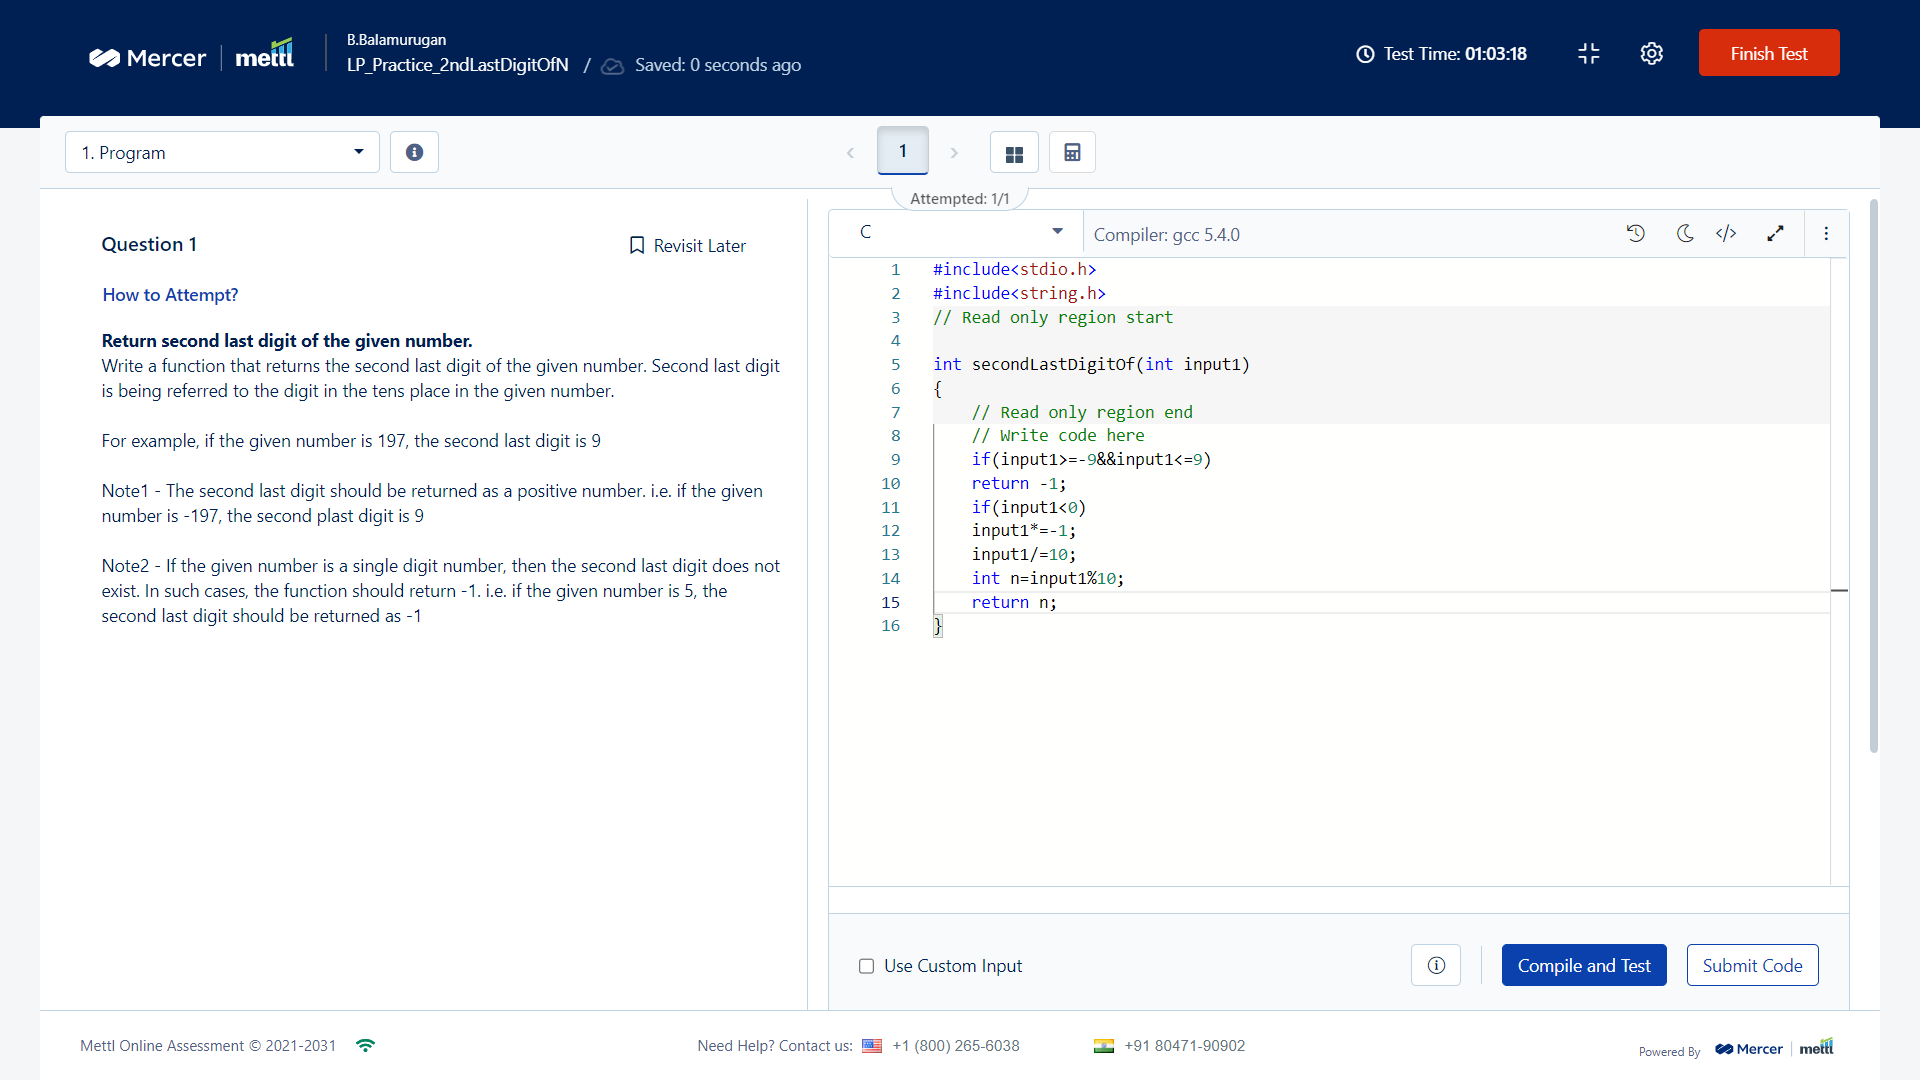 Mercer mettl
B.Balamurugan
LP_Practice_2ndLastDigitOfN / Saved: 0 seconds ago
Test Time: 01:03:18
Finish Test
1. Program
1
Attempted: 1/1
Question 1
Revisit Later
How to Attempt?
Return second last digit of the given number.
Write a function that returns the second last digit of the given number. Second last digit
is being referred to the digit in the tens place in the given number.
For example, if the given number is 197, the second last digit is 9
Note1 - The second last digit should be returned as a positive number. i.e. if the given
number is -197, the second plast digit is 9
Note2 - If the given number is a single digit number, then the second last digit does not
exist. In such cases, the function should return -1. i.e. if the given number is 5, the
second last digit should be returned as -1
C
Compiler: gcc 5.4.0
1 #include<stdio.h>
2 #include<string.h>
3 // Read only region start
4
5 int secondLastDigitOf(int input1)
6 {
7 // Read only region end
8 // Write code here
9 if(input1>=-9&&input1<=9)
10 return -1;
11 if(input1<0)
12 input1*=-1;
13 input1/=10;
14 int n=input1%10;
15 return n;
16 }
Use Custom Input
Compile and Test
Submit Code
Mettl Online Assessment © 2021-2031
Need Help? Contact us: +1 (800) 265-6038
+91 80471-90902
Powered By Mercer mettl